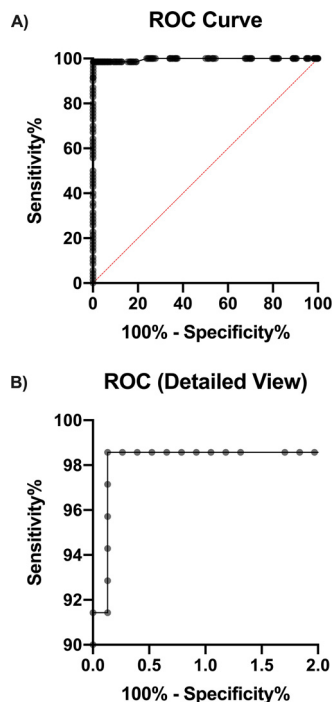 A)
ROC Curve
100
80
60
40
20
0
Sensitivity%
0 20 40 60 80 100
100% - Specificity%
B)
ROC (Detailed View)
100
98
96
94
92
90
Sensitivity%
0.0 0.5 1.0 1.5 2.0
100% - Specificity%